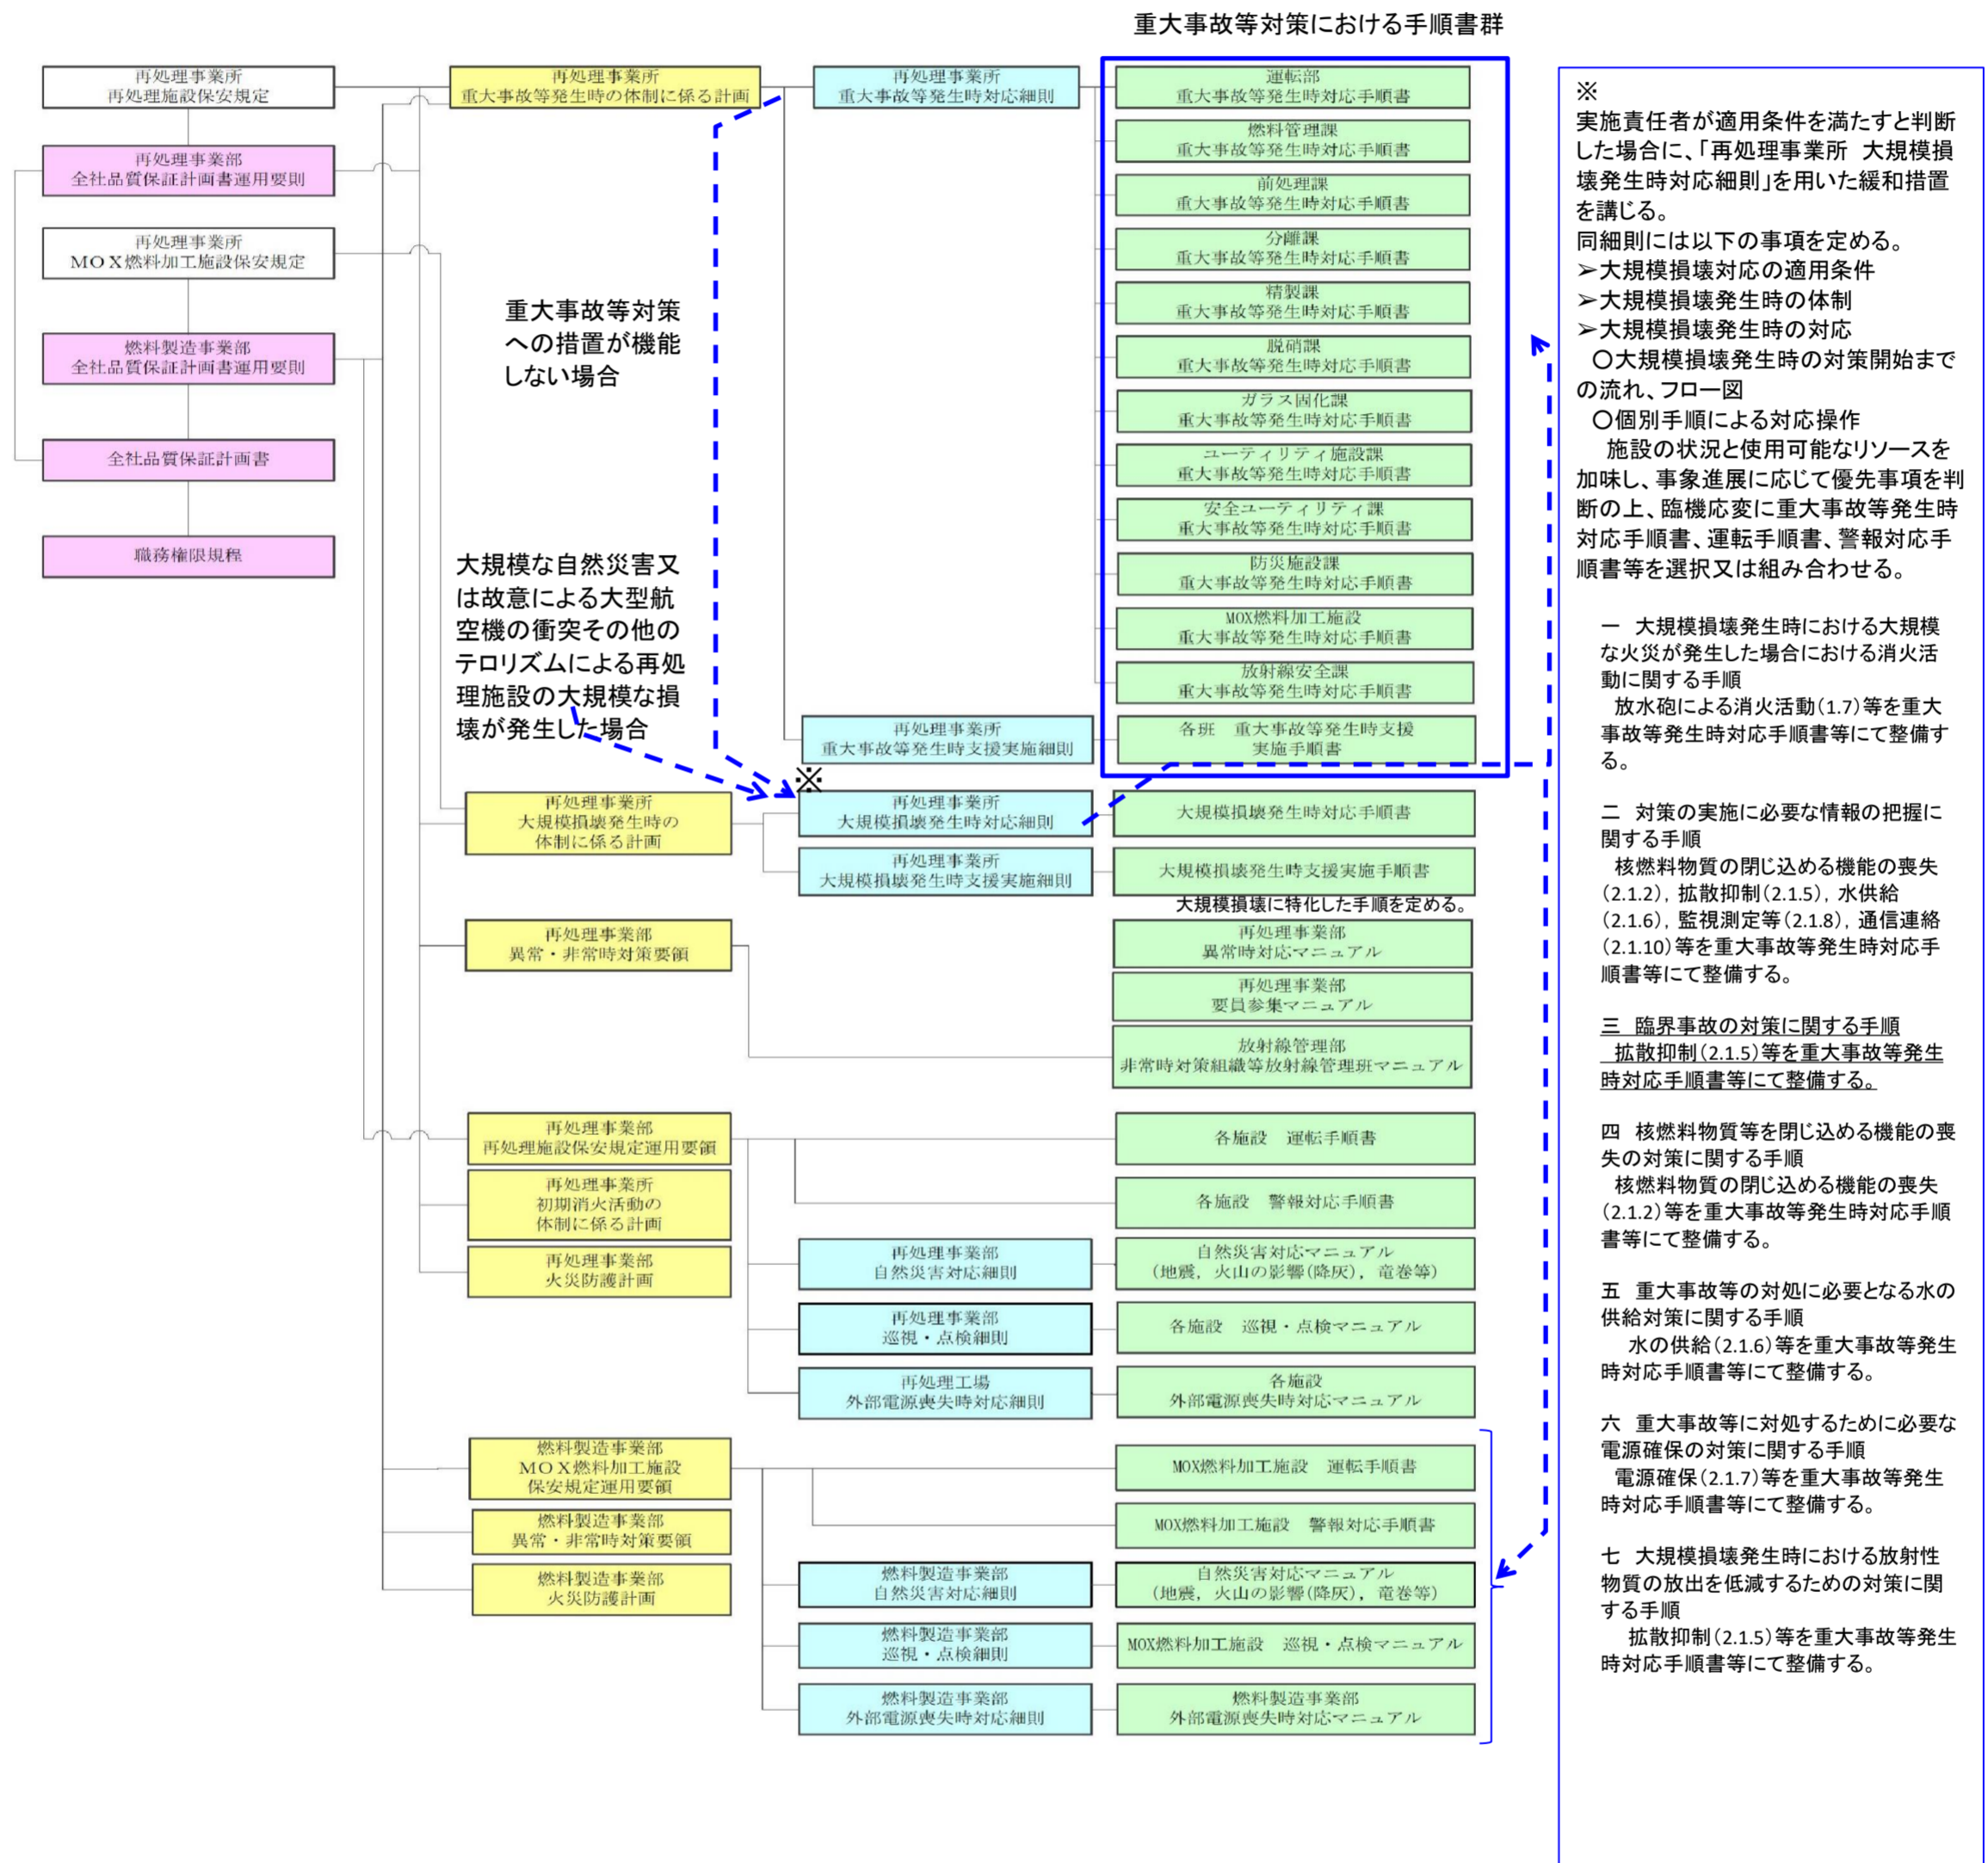 重大事故等対策における手順書群
再処理事業所
再処理施設保安規定
再処理事業部
全社品質保証計画書運用要則
再処理事業所
MOX燃料加工施設保安規定
燃料製造事業部
全社品質保証計画書運用要則
全社品質保証計画書
職務権限規程
再処理事業所
重大事故等発生時の体制に係る計画
重大事故等対策
への措置が機能
しない場合
大規模な自然災害又
は故意による大型航
空機の衝突その他の
テロリズムによる再処
理施設の大規模な損
壊が発生した場合
再処理事業所
大規模損壊発生時の
体制に係る計画
再処理事業部
異常・非常時対策要領
再処理事業部
再処理施設保安規定運用要領
再処理事業所
初期消火活動の
体制に係る計画
再処理事業部
火災防護計画
燃料製造事業部
MOX燃料加工施設
保安規定運用要領
燃料製造事業部
異常・非常時対策要領
燃料製造事業部
火災防護計画
再処理事業所
重大事故等発生時対応細則
再処理事業所
重大事故等発生時支援実施細則
※
再処理事業所
大規模損壊発生時対応細則
再処理事業所
大規模損壊発生時支援実施細則
再処理事業部
自然災害対応細則
再処理事業部
巡視・点検細則
再処理工場
外部電源喪失時対応細則
燃料製造事業部
自然災害対応細則
燃料製造事業部
巡視・点検細則
燃料製造事業部
外部電源喪失時対応細則
運転部
重大事故等発生時対応手順書
燃料管理課
重大事故等発生時対応手順書
前処理課
重大事故等発生時対応手順書
分離課
重大事故等発生時対応手順書
精製課
重大事故等発生時対応手順書
脱硝課
重大事故等発生時対応手順書
ガラス固化課
重大事故等発生時対応手順書
ユーティリティ施設課
重大事故等発生時対応手順書
安全ユーティリティ課
重大事故等発生時対応手順書
防災施設課
重大事故等発生時対応手順書
MOX燃料加工施設
重大事故等発生時対応手順書
放射線安全課
重大事故等発生時対応手順書
各班 重大事故等発生時支援
実施手順書
大規模損壊発生時対応手順書
大規模損壊発生時支援実施手順書
大規模損壊に特化した手順を定める。
再処理事業部
異常時対応マニュアル
再処理事業部
要員参集マニュアル
放射線管理部
非常時対策組織等放射線管理班マニュアル
各施設 運転手順書
各施設 警報対応手順書
自然災害対応マニュアル
(地震，火山の影響(降灰)，竜巻等)
各施設 巡視・点検マニュアル
各施設
外部電源喪失時対応マニュアル
MOX燃料加工施設 運転手順書
MOX燃料加工施設 警報対応手順書
自然災害対応マニュアル
(地震，火山の影響(降灰)，竜巻等)
MOX燃料加工施設 巡視・点検マニュアル
燃料製造事業部
外部電源喪失時対応マニュアル
※
実施責任者が適用条件を満たすと判断
した場合に、「再処理事業所 大規模損
壊発生時対応細則」を用いた緩和措置
を講じる。
同細則には以下の事項を定める。
➢大規模損壊対応の適用条件
➢大規模損壊発生時の体制
➢大規模損壊発生時の対応
○大規模損壊発生時の対策開始まで
の流れ、フロー図
○個別手順による対応操作
施設の状況と使用可能なリソースを
加味し、事象進展に応じて優先事項を判
断の上、臨機応変に重大事故等発生時
対応手順書、運転手順書、警報対応手
順書等を選択又は組み合わせる。
一 大規模損壊発生時における大規模
な火災が発生した場合における消火活
動に関する手順
放水砲による消火活動(1.7)等を重大
事故等発生時対応手順書等にて整備す
る。
二 対策の実施に必要な情報の把握に
関する手順
核燃料物質の閉じ込める機能の喪失
(2.1.2)，拡散抑制(2.1.5)，水供給
(2.1.6)，監視測定等(2.1.8)，通信連絡
(2.1.10)等を重大事故等発生時対応手
順書等にて整備する。
三 臨界事故の対策に関する手順
拡散抑制(2.1.5)等を重大事故等発生
時対応手順書等にて整備する。
四 核燃料物質等を閉じ込める機能の喪
失の対策に関する手順
核燃料物質の閉じ込める機能の喪失
(2.1.2)等を重大事故等発生時対応手順
書等にて整備する。
五 重大事故等の対処に必要となる水の
供給対策に関する手順
水の供給(2.1.6)等を重大事故等発生
時対応手順書等にて整備する。
六 重大事故等に対処するために必要な
電源確保の対策に関する手順
電源確保(2.1.7)等を重大事故等発生
時対応手順書等にて整備する。
七 大規模損壊発生時における放射性
物質の放出を低減するための対策に関
する手順
拡散抑制(2.1.5)等を重大事故等発生
時対応手順書等にて整備する。